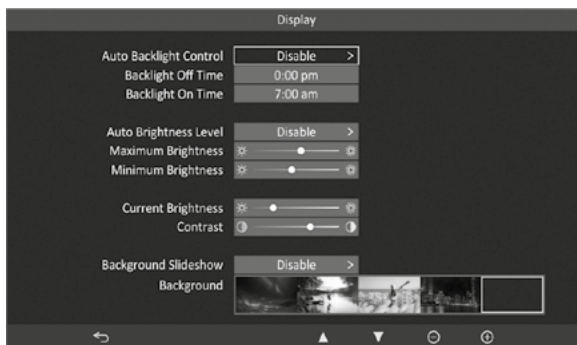 Display
Auto Backlight Control Disable >
Backlight Off Time 0:00 pm
Backlight On Time 7:00 am
Auto Brightness Level Disable >
Maximum Brightness
Minimum Brightness
Current Brightness
Contrast
Background Slideshow Disable >
Background